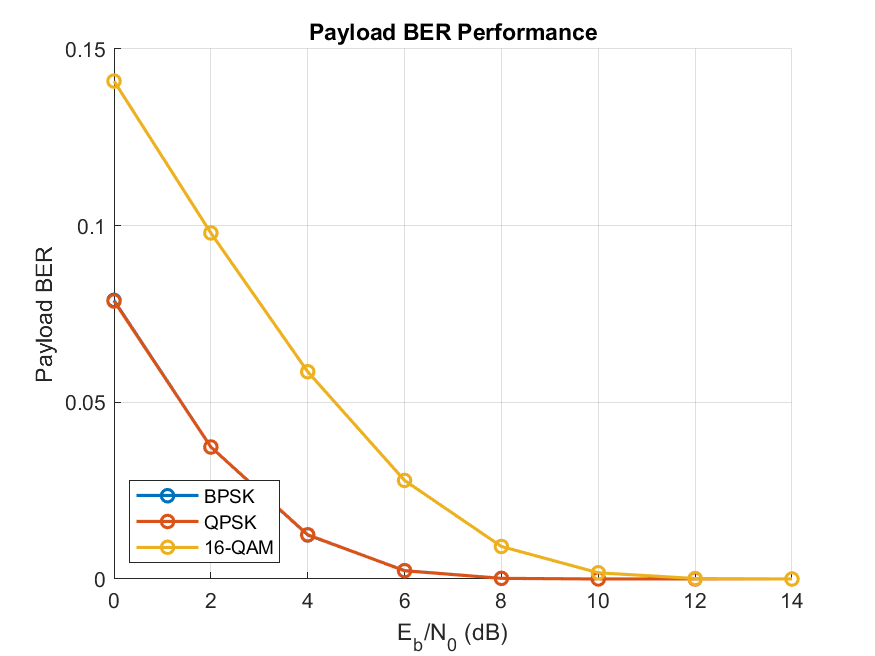 Payload BER Performance
0.15
0.1
0.05
0
Payload BER
BPSK
QPSK
16-QAM
0 2 4 6 8 10 12 14
E_b/N_0 (dB)